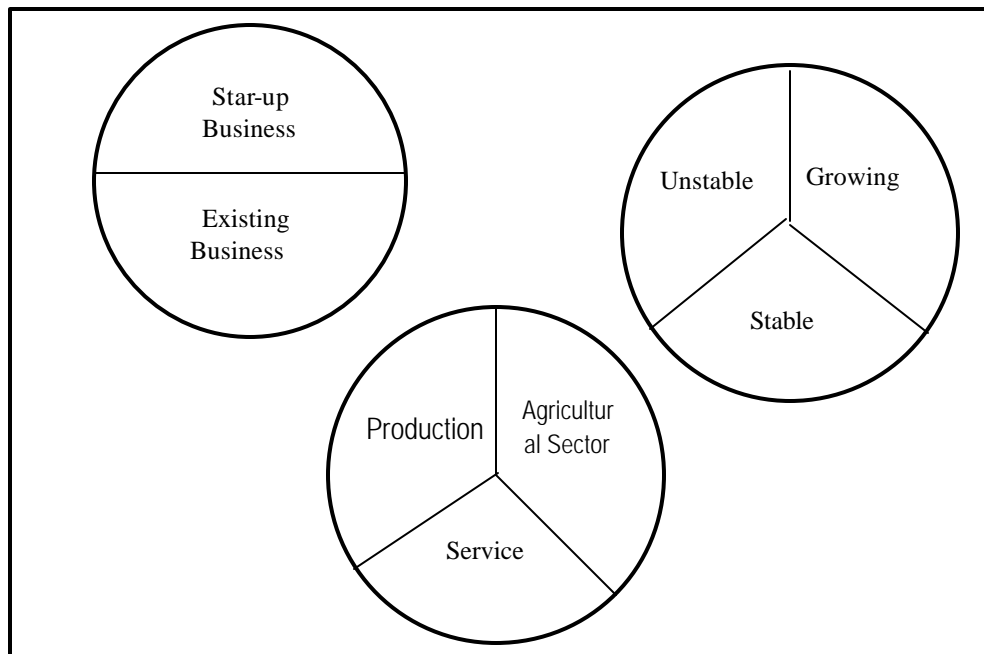 Star-up
Business
Existing
Business
Unstable
Growing
Stable
Production
Agricultur
al Sector
Service